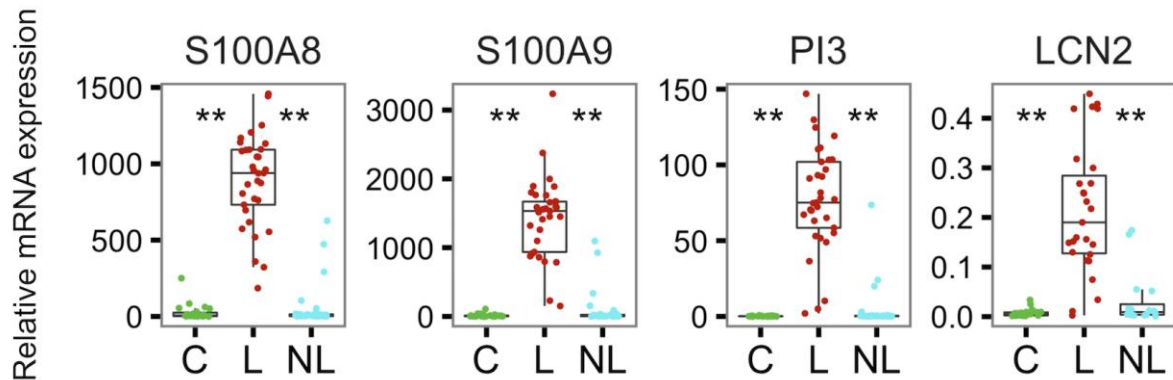 Relative mRNA expression
S100A8
1500
1000
500
0
** **
C L NL
S100A9
3000
2000
1000
0
** **
C L NL
PI3
150
100
50
0
** **
C L NL
LCN2
0.4
0.3
0.2
0.1
0.0
** **
C L NL